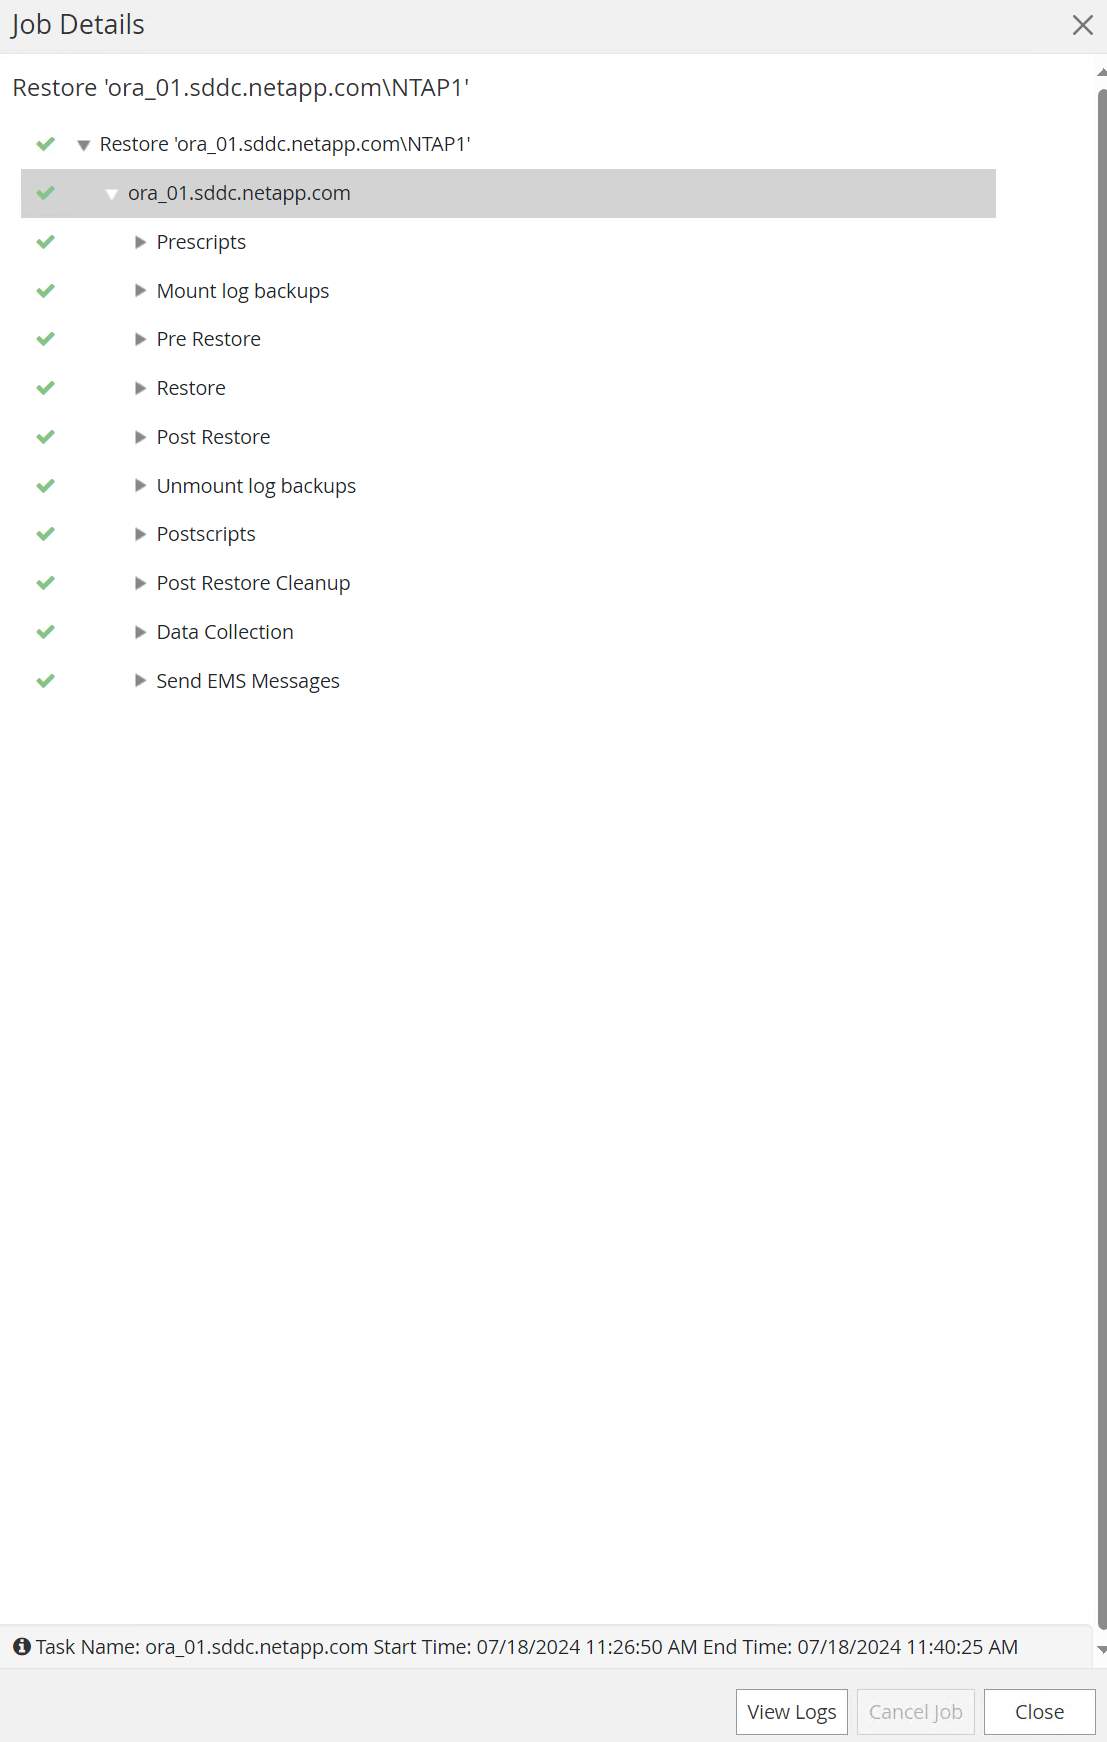 Job Details
Restore 'ora_01.sddc.netapp.com\NTAP1'
Restore 'ora_01.sddc.netapp.com\NTAP1'
ora_01.sddc.netapp.com
Prescripts
Mount log backups
Pre Restore
Restore
Post Restore
Unmount log backups
Postscripts
Post Restore Cleanup
Data Collection
Send EMS Messages
Task Name: ora_01.sddc.netapp.com Start Time: 07/18/2024 11:26:50 AM End Time: 07/18/2024 11:40:25 AM
View Logs Cancel Job Close